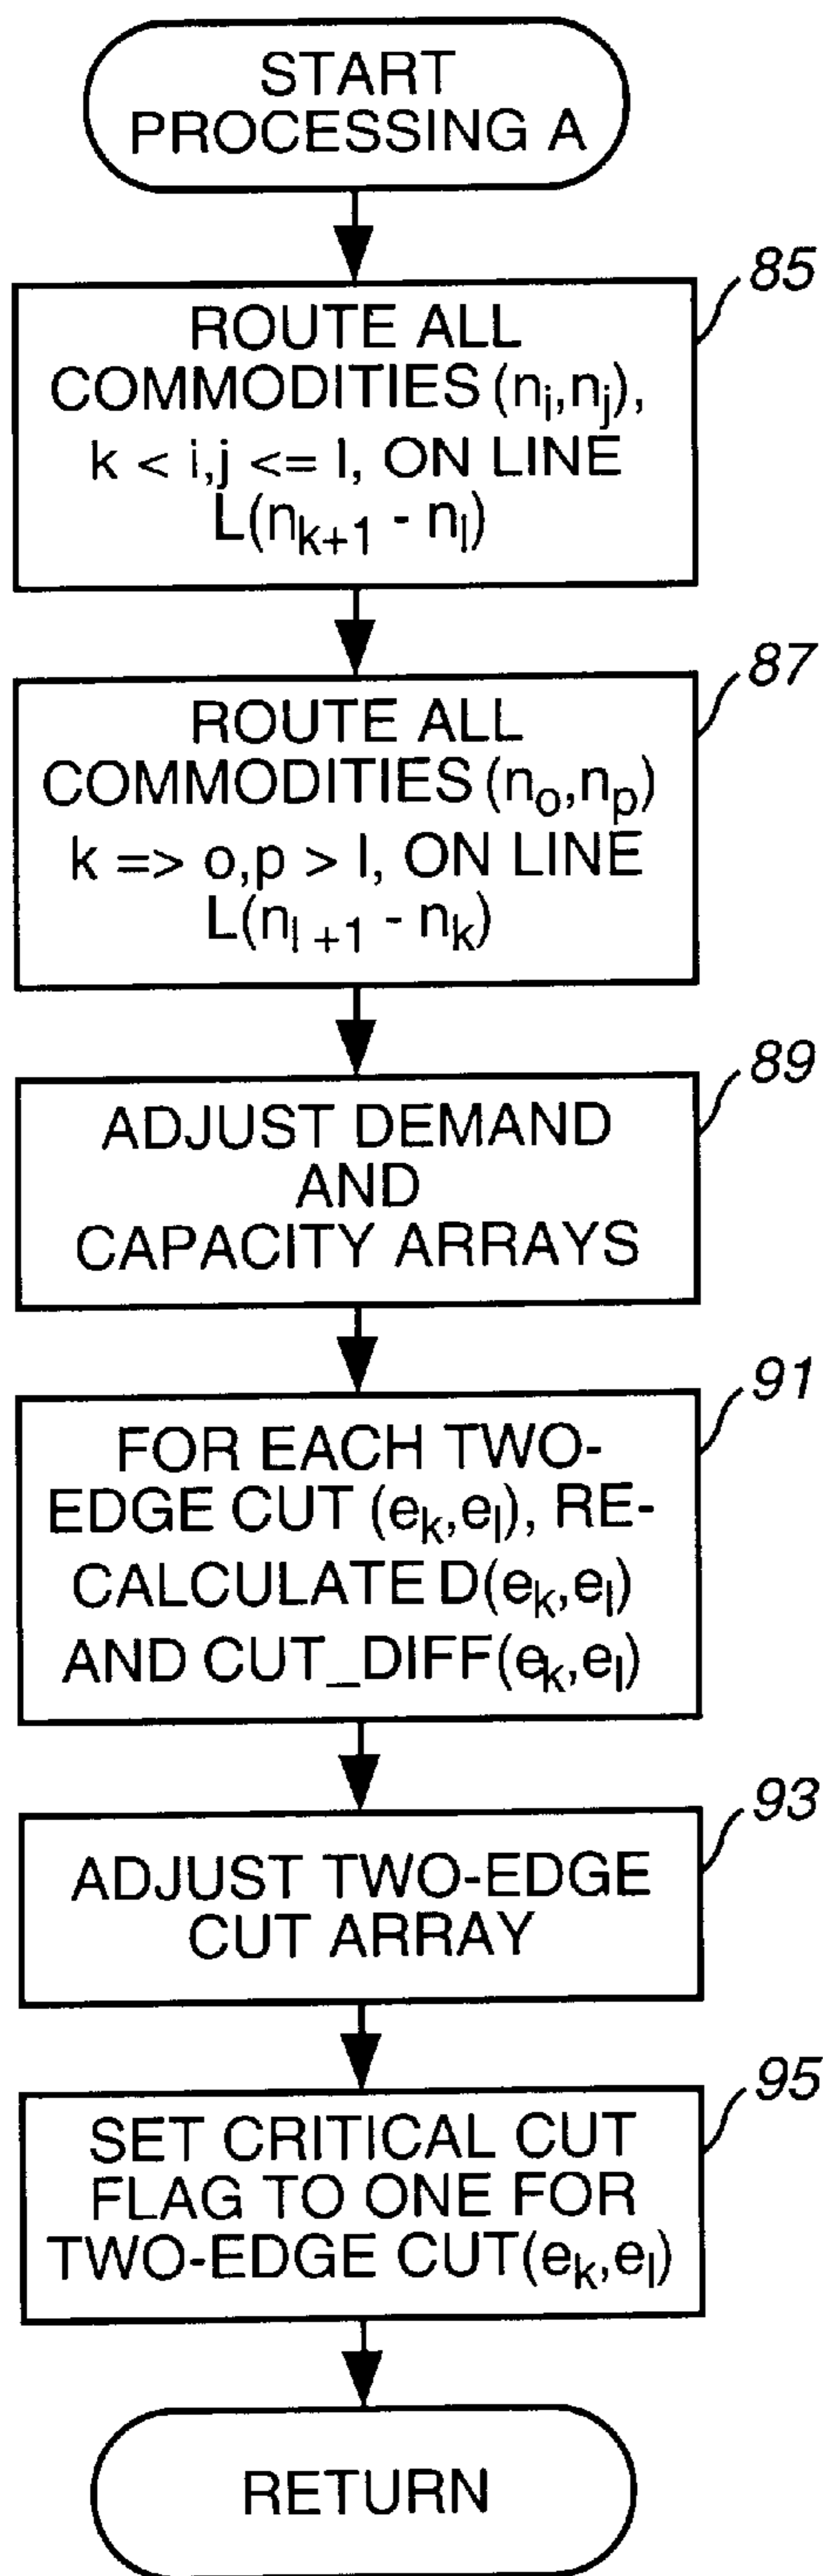 START
PROCESSING A
85
ROUTE ALL
COMMODITIES (nᵢ,nⱼ),
k < i,j <= l, ON LINE
L(nₖ₊₁ - nₗ)
87
ROUTE ALL
COMMODITIES (nₒ,nₚ)
k => o,p > l, ON LINE
L(nₗ ₊₁ - nₖ)
89
ADJUST DEMAND
AND
CAPACITY ARRAYS
91
FOR EACH TWO-
EDGE CUT (eₖ,eₗ), RE-
CALCULATE D(eₖ,eₗ)
AND CUT_DIFF(eₖ,eₗ)
93
ADJUST TWO-EDGE
CUT ARRAY
95
SET CRITICAL CUT
FLAG TO ONE FOR
TWO-EDGE CUT(eₖ,eₗ)
RETURN